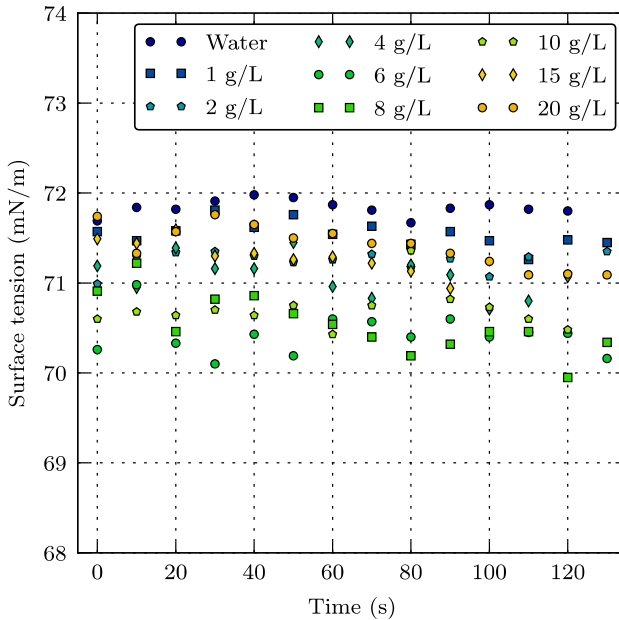 74
73
72
71
70
69
68
Surface tension (mN/m)
Water
1 g/L
2 g/L
4 g/L
6 g/L
8 g/L
10 g/L
15 g/L
20 g/L
0 20 40 60 80 100 120
Time (s)